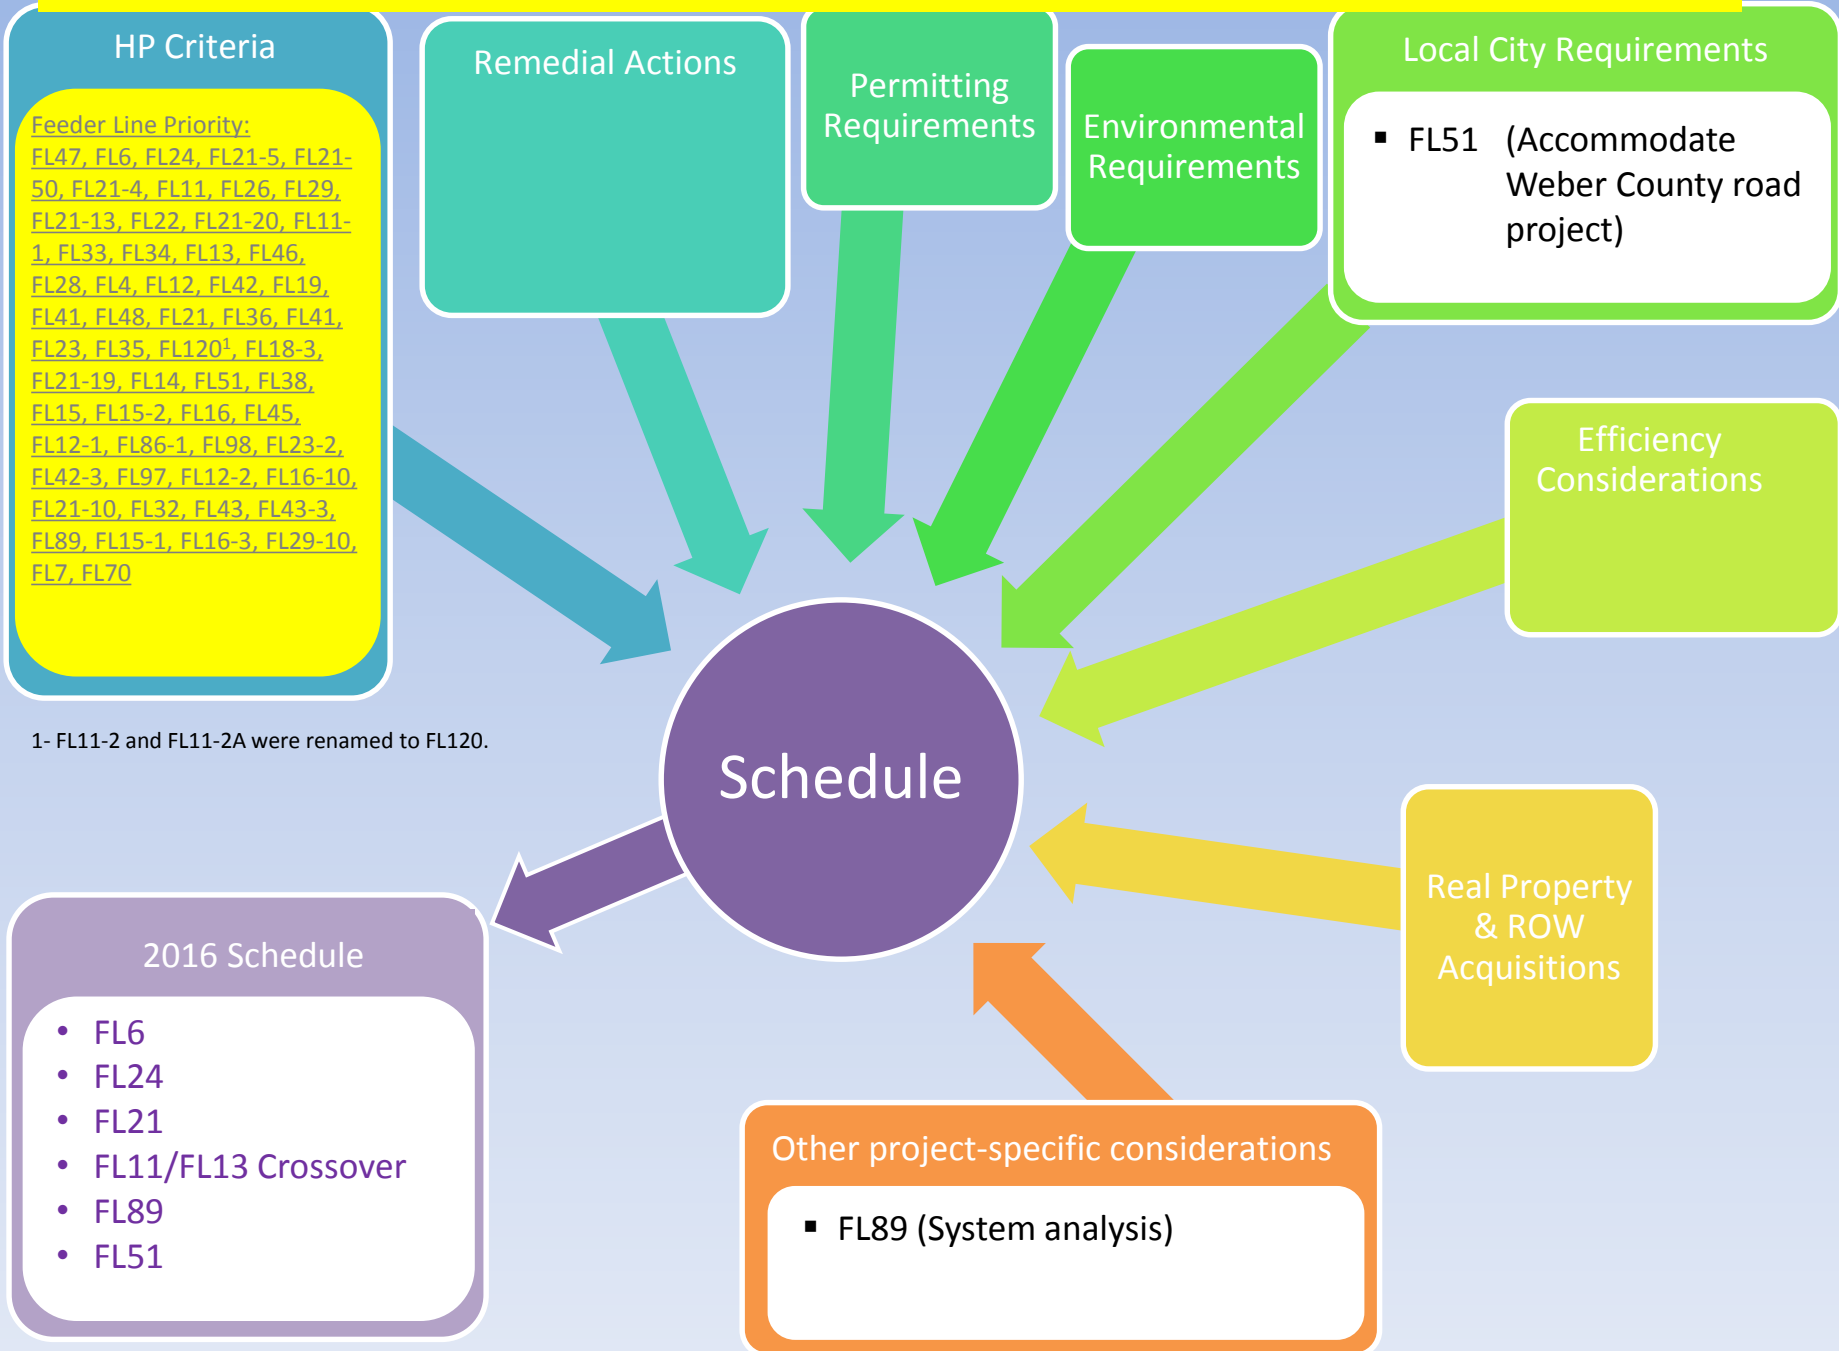 HP Criteria
Feeder Line Priority:
FL47, FL6, FL24, FL21-5, FL21-
50, FL21-4, FL11, FL26, FL29,
FL21-13, FL22, FL21-20, FL11-
1, FL33, FL34, FL13, FL46,
FL28, FL4, FL12, FL42, FL19,
FL41, FL48, FL21, FL36, FL41,
FL23, FL35, FL120¹, FL18-3,
FL21-19, FL14, FL51, FL38,
FL15, FL15-2, FL16, FL45,
FL12-1, FL86-1, FL98, FL23-2,
FL42-3, FL97, FL12-2, FL16-10,
FL21-10, FL32, FL43, FL43-3,
FL89, FL15-1, FL16-3, FL29-10,
FL7, FL70
1- FL11-2 and FL11-2A were renamed to FL120.
Remedial Actions
Permitting
Requirements
Environmental
Requirements
Local City Requirements
▪ FL51 (Accommodate
Weber County road
project)
Efficiency
Considerations
Real Property
& ROW
Acquisitions
Other project-specific considerations
▪ FL89 (System analysis)
Schedule
2016 Schedule
• FL6
• FL24
• FL21
• FL11/FL13 Crossover
• FL89
• FL51